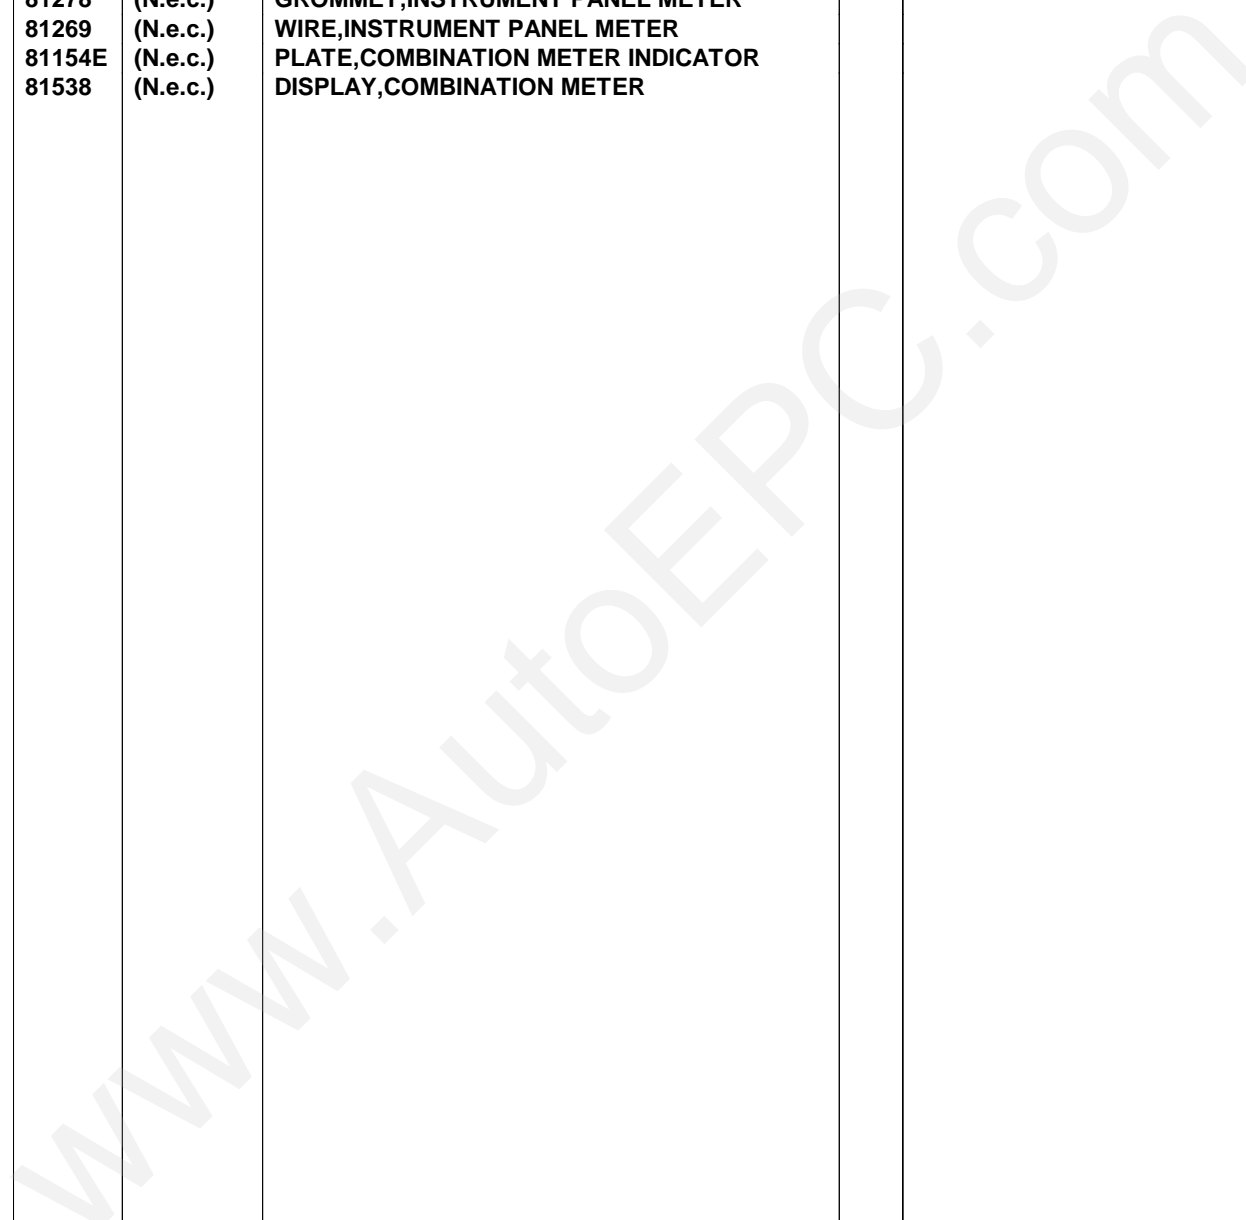 81278 (N.e.c.) GROMMET,INSTRUMENT PANEL METER
81269 (N.e.c.) WIRE,INSTRUMENT PANEL METER
81154E (N.e.c.) PLATE,COMBINATION METER INDICATOR
81538 (N.e.c.) DISPLAY,COMBINATION METER
www.AutoEPC.com